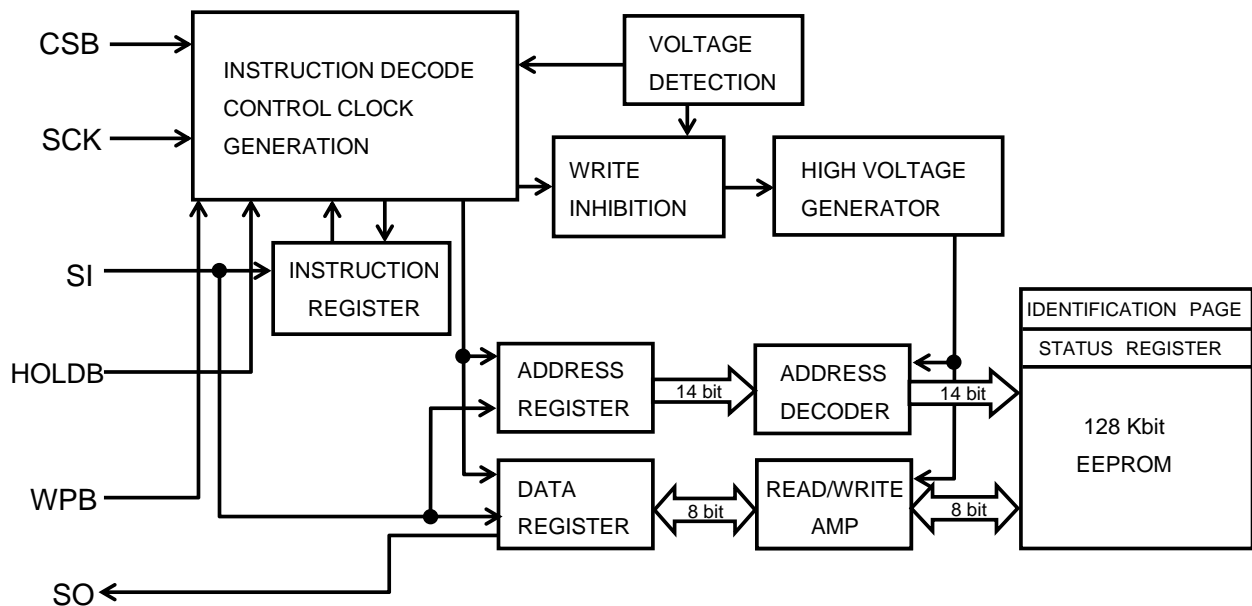 CSB
SCK
SI
HOLDB
WPB
SO
INSTRUCTION DECODE
CONTROL CLOCK
GENERATION
VOLTAGE
DETECTION
WRITE
INHIBITION
HIGH VOLTAGE
GENERATOR
INSTRUCTION
REGISTER
ADDRESS
REGISTER
14 bit
ADDRESS
DECODER
14 bit
DATA
REGISTER
8 bit
READ/WRITE
AMP
8 bit
IDENTIFICATION PAGE
STATUS REGISTER
128 Kbit
EEPROM